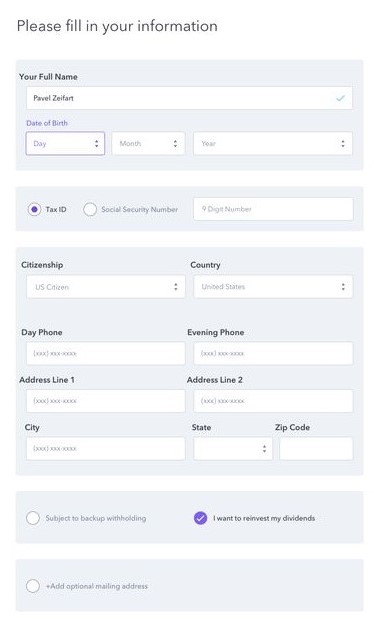 Please fill in your information
Your Full Name
Pavel Zeifart
Date of Birth
Day Month Year
Tax ID Social Security Number 9 Digit Number
Citizenship Country
US Citizen United States
Day Phone Evening Phone
(xxx) xxx-xxxx (xxx) xxx-xxxx
Address Line 1 Address Line 2
(xxx) xxx-xxxx (xxx) xxx-xxxx
City State Zip Code
(xxx) xxx-xxxx
Subject to backup withholding I want to reinvest my dividends
+Add optional mailing address